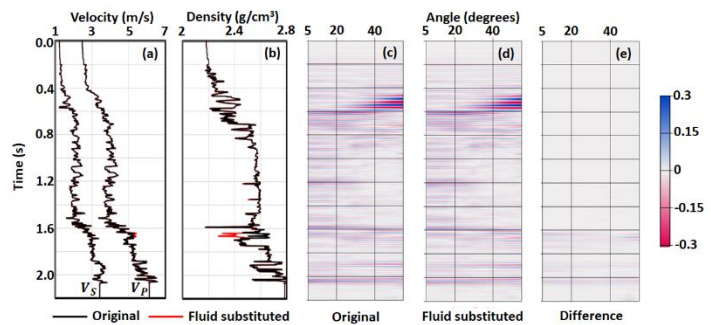 Velocity (m/s)
Density (g/cm³)
Angle (degrees)
1 3 5 7
2 2.4 2.8
5 20 40
5 20 40
5 20 40
(a)
(b)
(c)
(d)
(e)
Time (s)
0.0
0.4
0.8
1.2
1.6
2.0
V_S
V_P
0.3
0.15
0
-0.15
-0.3
Original
Fluid substituted
Original
Fluid substituted
Difference